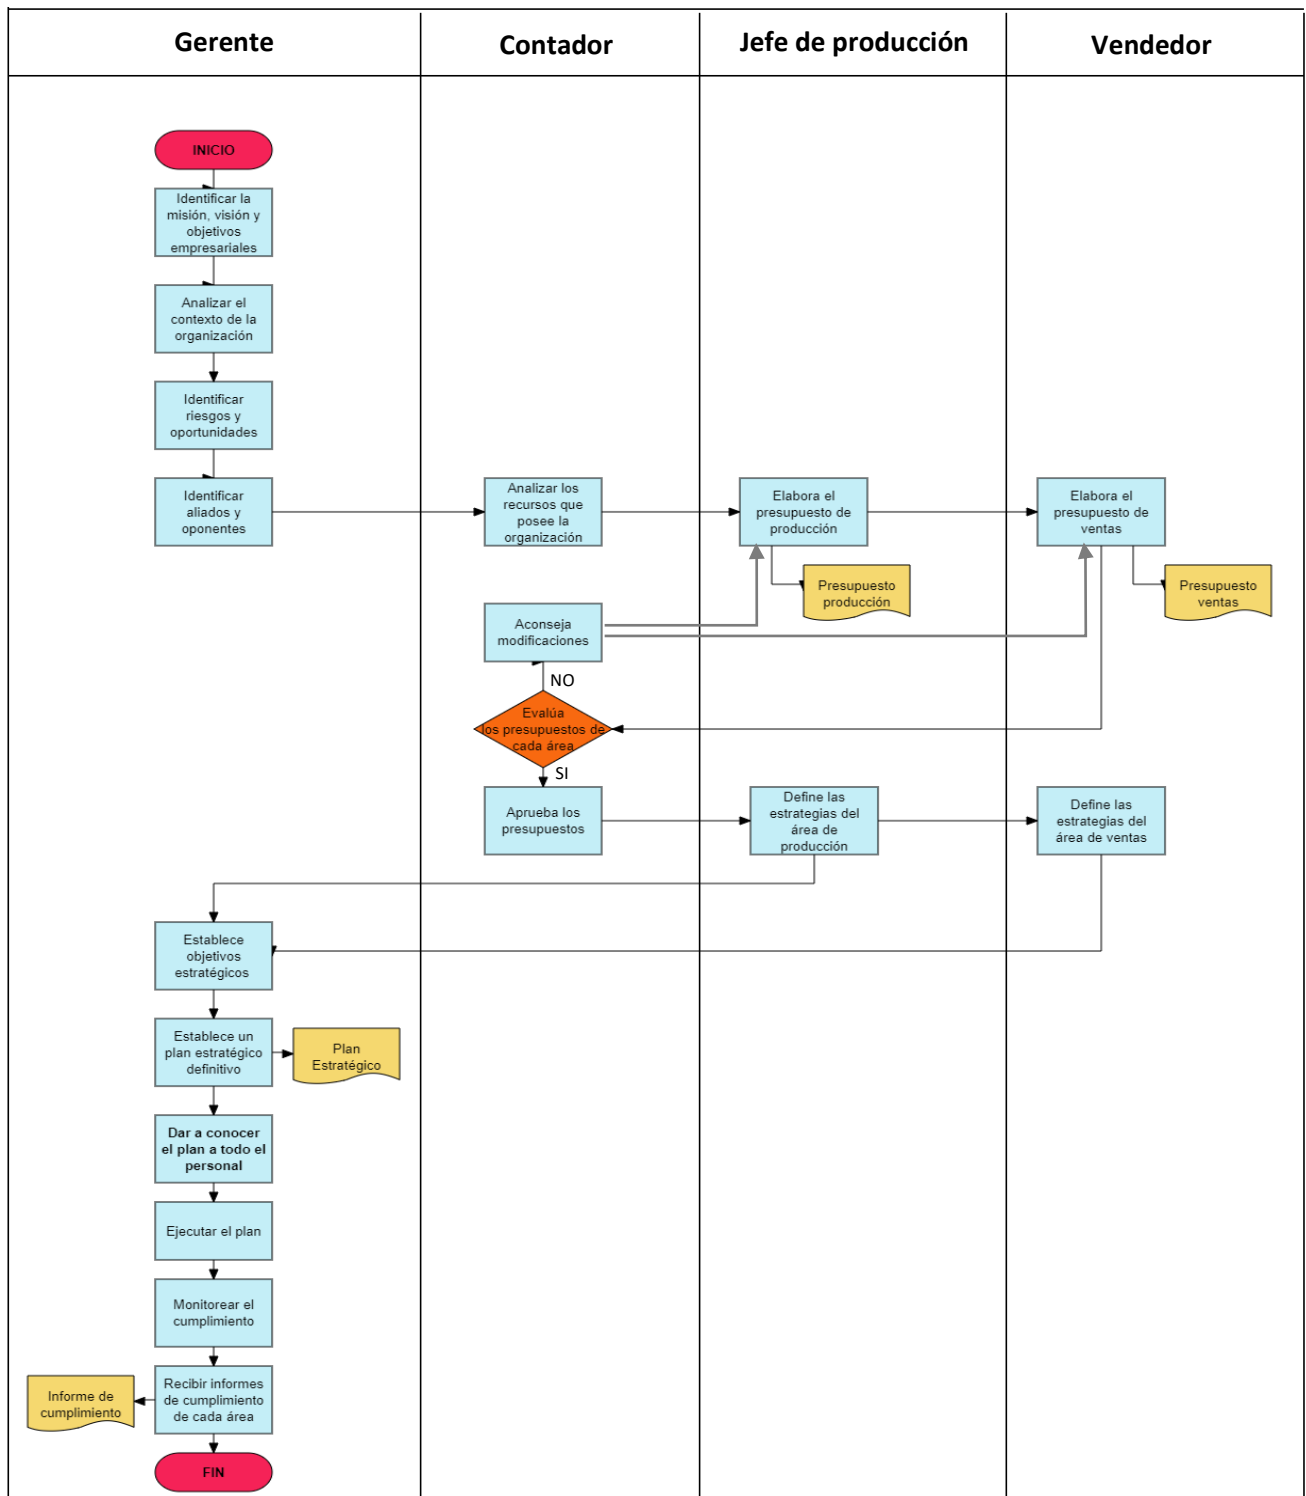 Gerente
Contador
Jefe de producción
Vendedor
INICIO
Identificar la
misión, visión y
objetivos
empresariales
Analizar el
contexto de la
organización
Identificar
riesgos y
oportunidades
Identificar
aliados y
oponentes
Analizar los
recursos que
posee la
organización
Elabora el
presupuesto de
producción
Elabora el
presupuesto de
ventas
Presupuesto
producción
Presupuesto
ventas
Aconseja
modificaciones
NO
Evalúa
los presupuestos de
cada área
SI
Aprueba los
presupuestos
Define las
estrategias del
área de
producción
Define las
estrategias del
área de ventas
Establece
objetivos
estratégicos
Establece un
plan estratégico
definitivo
Plan
Estratégico
Dar a conocer
el plan a todo el
personal
Ejecutar el plan
Monitorear el
cumplimiento
Recibir informes
de cumplimiento
de cada área
Informe de
cumplimiento
FIN